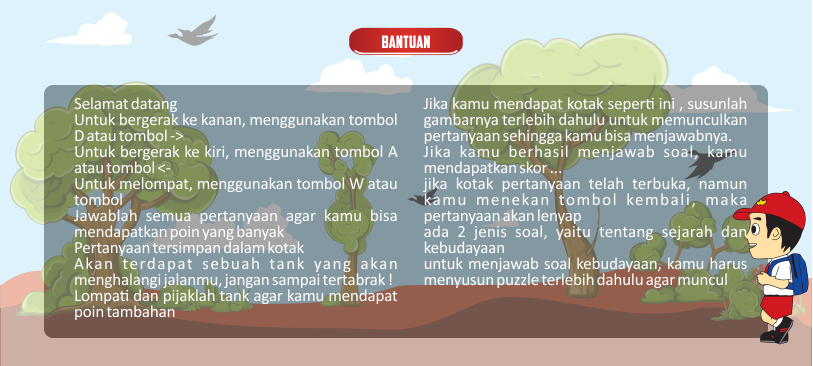 BANTUAN
Selamat datang
Untuk bergerak ke kanan, menggunakan tombol
D atau tombol ->
Untuk bergerak ke kiri, menggunakan tombol A
atau tombol <-
Untuk melompat, menggunakan tombol W atau
tombol
Jawablah semua pertanyaan agar kamu bisa
mendapatkan poin yang banyak
Pertanyaan tersimpan dalam kotak
Akan terdapat sebuah tank yang akan
menghalangi jalanmu, jangan sampai tertabrak !
Lompati dan pijaklah tank agar kamu mendapat
poin tambahan
Jika kamu mendapat kotak seperti ini , susunlah
gambarnya terlebih dahulu untuk memunculkan
pertanyaan sehingga kamu bisa menjawabnya.
Jika kamu berhasil menjawab soal, kamu
mendapatkan skor ...
jika kotak pertanyaan telah terbuka, namun
kamu menekan tombol kembali, maka
pertanyaan akan lenyap
ada 2 jenis soal, yaitu tentang sejarah dan
kebudayaan
untuk menjawab soal kebudayaan, kamu harus
menyusun puzzle terlebih dahulu agar muncul